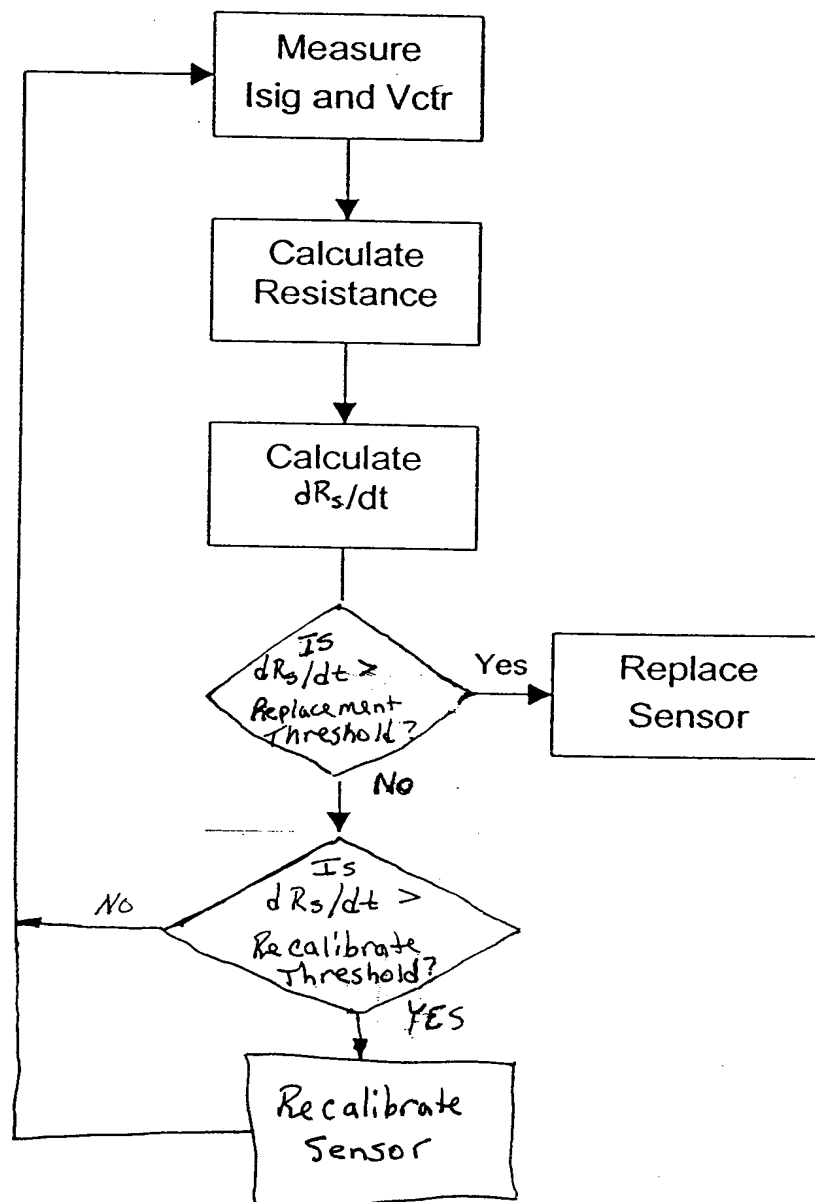 Measure
Isig and Vctr
Calculate
Resistance
Calculate
dRs/dt
Is
dRs/dt >
Replacement
Threshold?
Yes
Replace
Sensor
No
Is
dRs/dt >
Recalibrate
Threshold?
No
YES
Recalibrate
Sensor